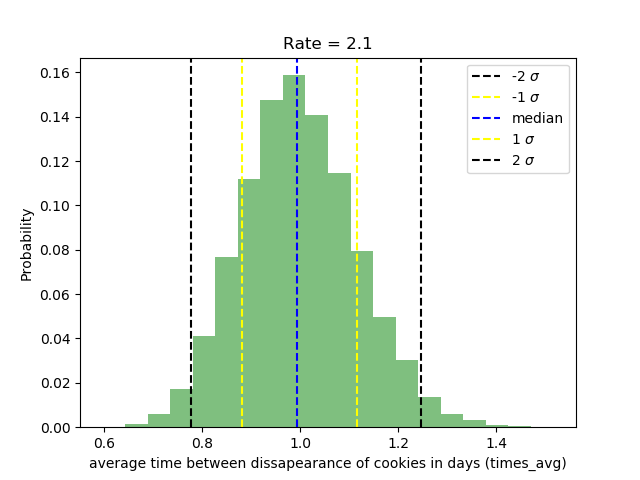 Rate = 2.1
-2 σ
-1 σ
median
1 σ
2 σ
Probability
0.16
0.14
0.12
0.10
0.08
0.06
0.04
0.02
0.00
0.6 0.8 1.0 1.2 1.4
average time between dissapearance of cookies in days (times_avg)